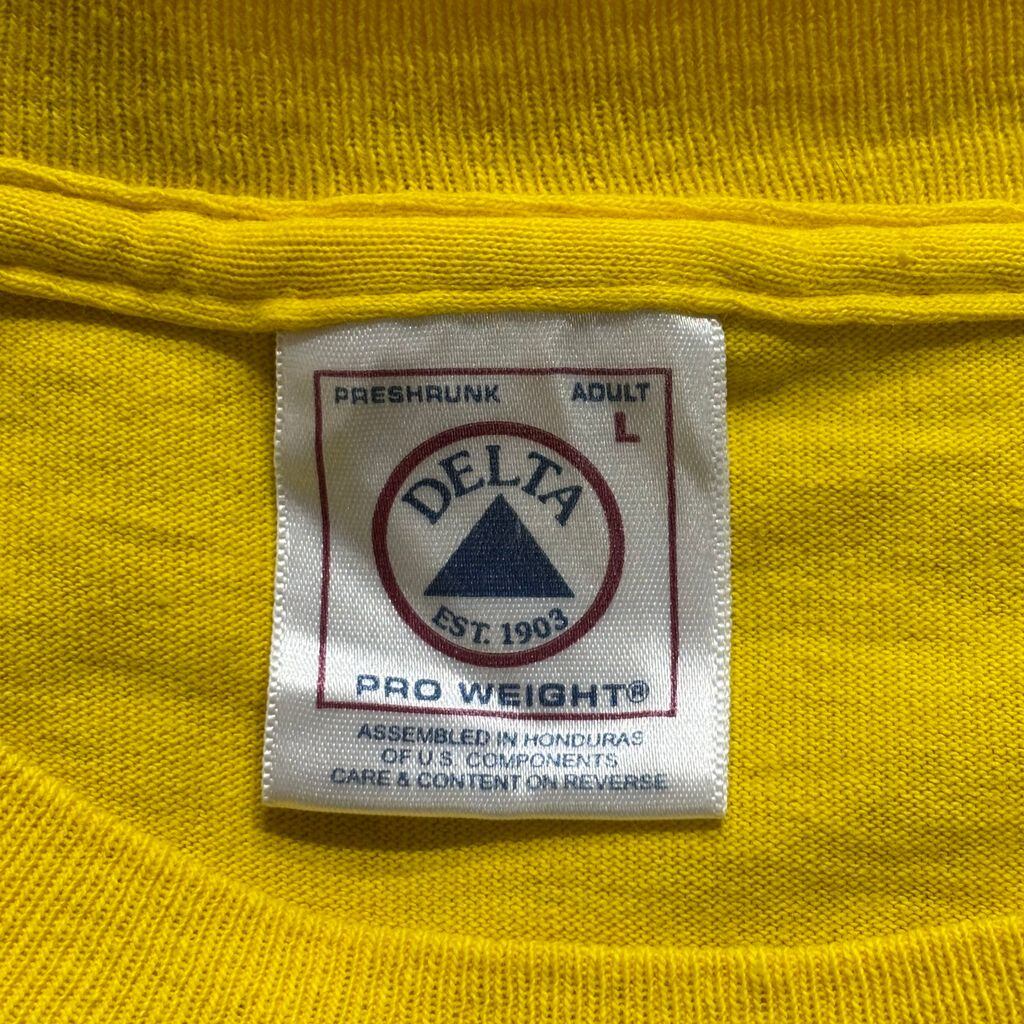 PRESHRUNK ADULT
L
DELTA
EST. 1903
PRO WEIGHT®
ASSEMBLED IN HONDURAS
OF U.S. COMPONENTS
CARE & CONTENT ON REVERSE